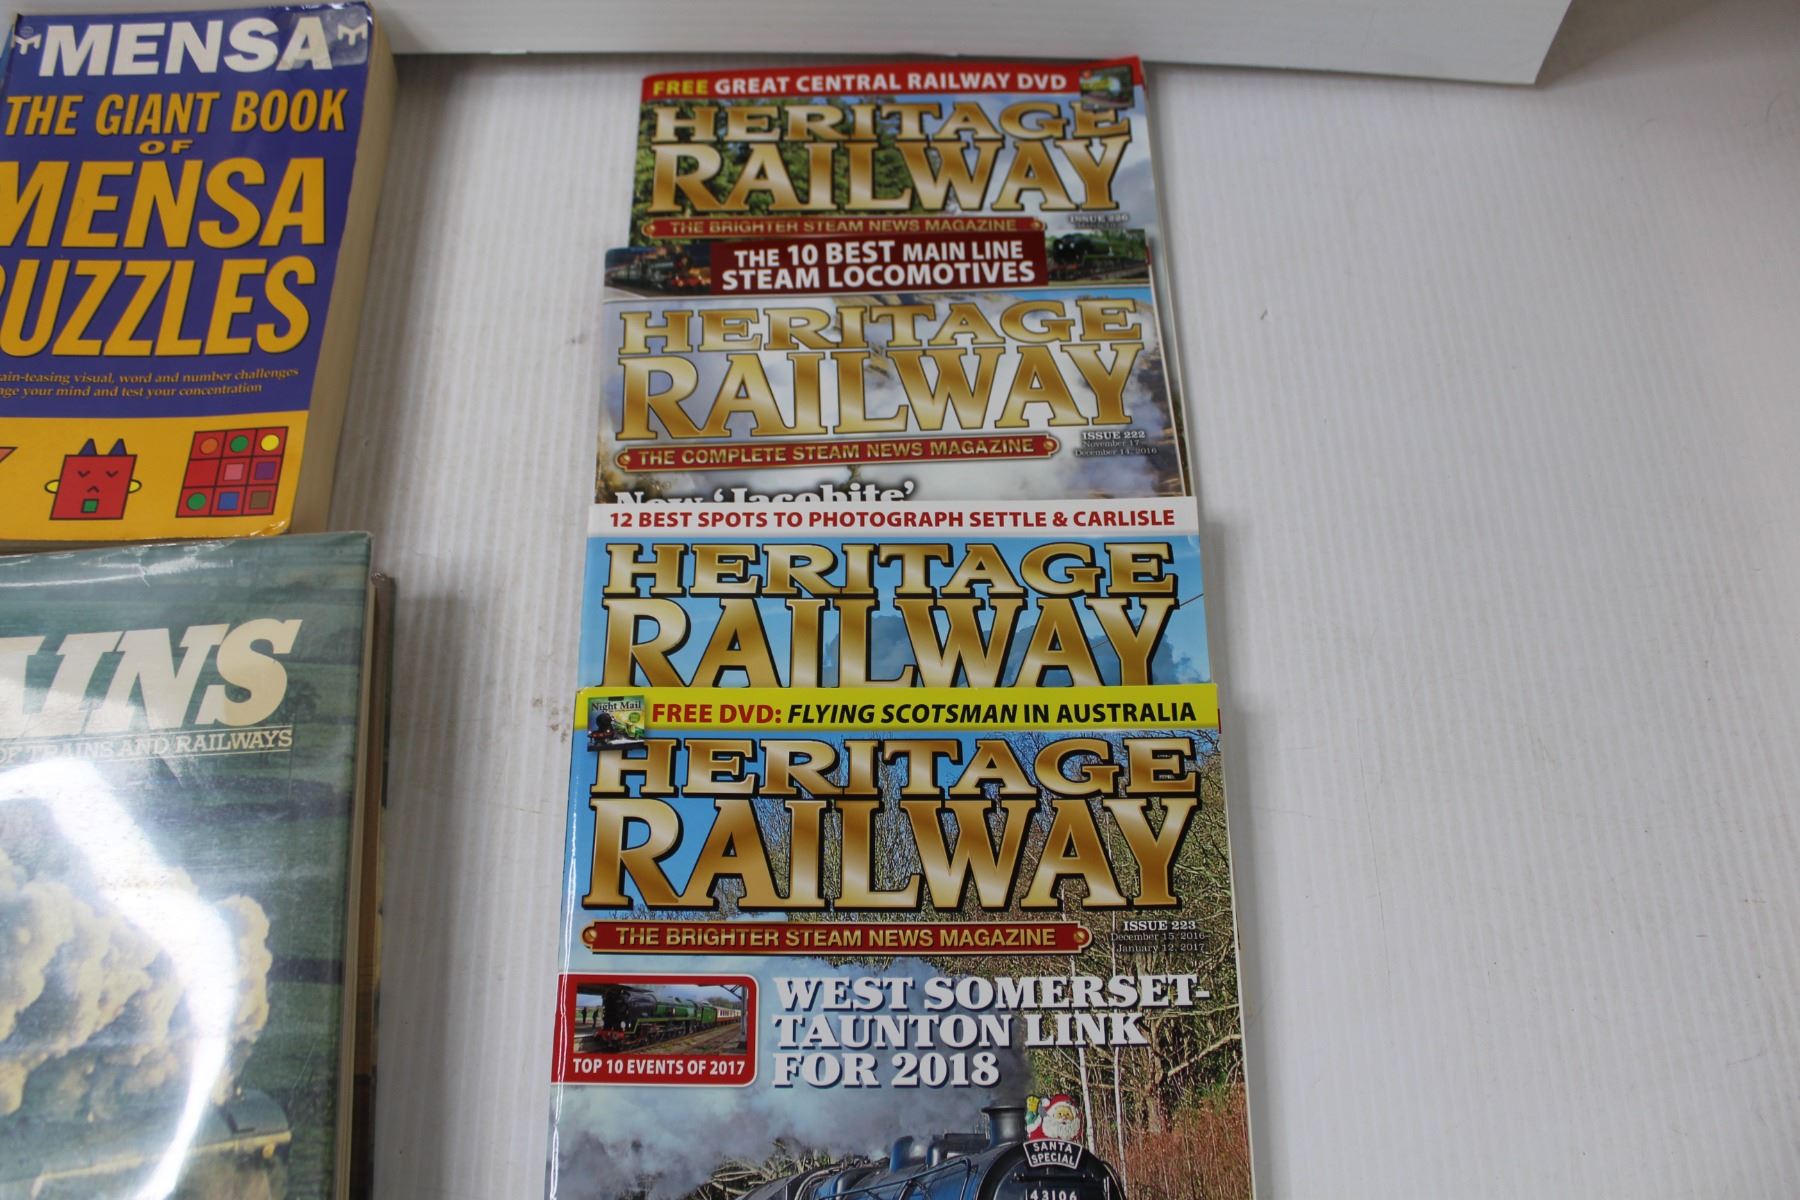 MENSA
THE GIANT BOOK
OF
MENSA
PUZZLES
visual, word and number challenges
your mind and test your concentration
OF TRAINS AND RAILWAYS
FREE GREAT CENTRAL RAILWAY DVD
HERITAGE
RAILWAY
THE BRIGHTER STEAM NEWS MAGAZINE
ISSUE 226
THE 10 BEST MAIN LINE
STEAM LOCOMOTIVES
HERITAGE
RAILWAY
THE COMPLETE STEAM NEWS MAGAZINE
ISSUE 222
November 17 -
December 14, 2016
New 'Jacobite'
12 BEST SPOTS TO PHOTOGRAPH SETTLE & CARLISLE
HERITAGE
RAILWAY
Night Mail
FREE DVD: FLYING SCOTSMAN IN AUSTRALIA
HERITAGE
RAILWAY
THE BRIGHTER STEAM NEWS MAGAZINE
ISSUE 223
December 15, 2016 -
January 12, 2017
TOP 10 EVENTS OF 2017
WEST SOMERSET-
TAUNTON LINK
FOR 2018
SANTA
SPECIAL
43106